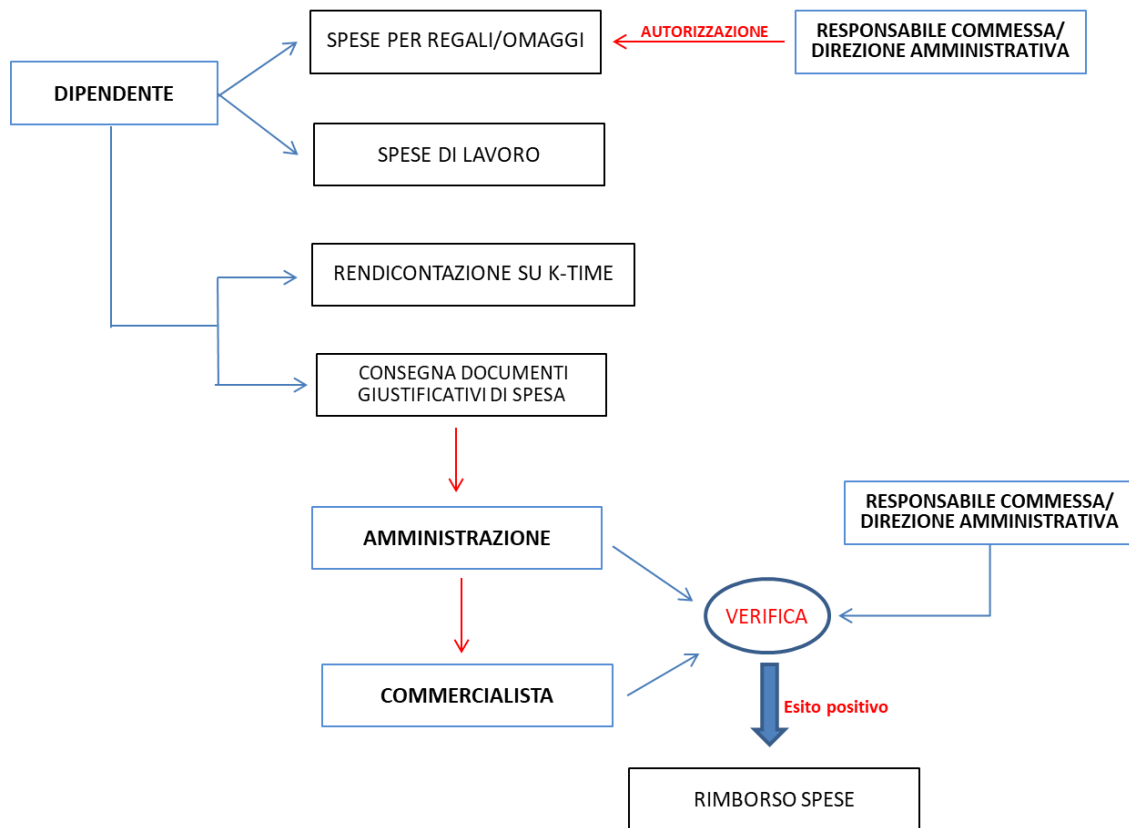 SPESE PER REGALI/OMAGGI
AUTORIZZAZIONE
RESPONSABILE COMMESSA/
DIREZIONE AMMINISTRATIVA
DIPENDENTE
SPESE DI LAVORO
RENDICONTAZIONE SU K-TIME
CONSEGNA DOCUMENTI
GIUSTIFICATIVI DI SPESA
RESPONSABILE COMMESSA/
DIREZIONE AMMINISTRATIVA
AMMINISTRAZIONE
VERIFICA
COMMERCIALISTA
Esito positivo
RIMBORSO SPESE